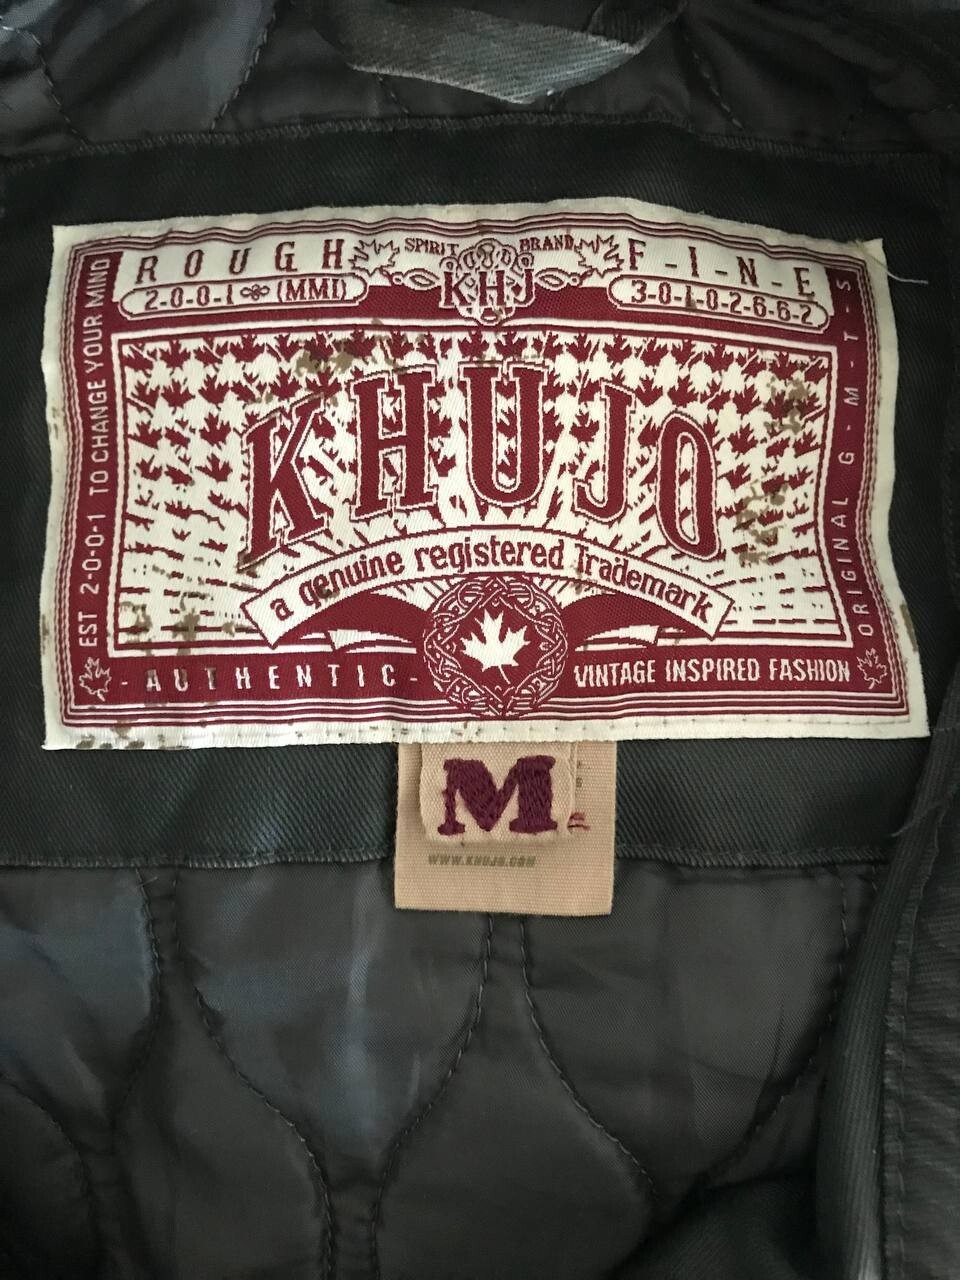 ROUGH
SPIRIT BRAND
F-I-N-E
2-0-0-1 (MMI)
KHJ
3-0-1-0-2-6-6-2
EST 2-0-0-1 TO CHANGE YOUR MIND
KHUJO
a genuine registered Trademark
ORIGINAL G-M-T-S
-AUTHENTIC-
VINTAGE INSPIRED FASHION
M
WWW.KHUJO.COM